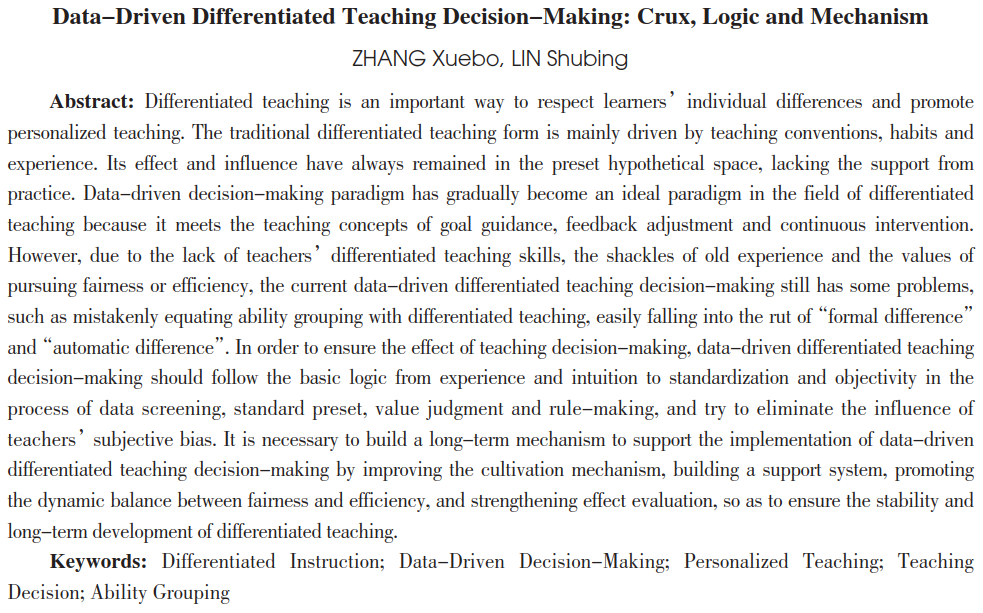 Data-Driven Differentiated Teaching Decision-Making: Crux, Logic and Mechanism
ZHANG Xuebo, LIN Shubing
Abstract: Differentiated teaching is an important way to respect learners’ individual differences and promote
personalized teaching. The traditional differentiated teaching form is mainly driven by teaching conventions, habits and
experience. Its effect and influence have always remained in the preset hypothetical space, lacking the support from
practice. Data-driven decision-making paradigm has gradually become an ideal paradigm in the field of differentiated
teaching because it meets the teaching concepts of goal guidance, feedback adjustment and continuous intervention.
However, due to the lack of teachers’ differentiated teaching skills, the shackles of old experience and the values of
pursuing fairness or efficiency, the current data-driven differentiated teaching decision-making still has some problems,
such as mistakenly equating ability grouping with differentiated teaching, easily falling into the rut of “formal difference”
and “automatic difference”. In order to ensure the effect of teaching decision-making, data-driven differentiated teaching
decision-making should follow the basic logic from experience and intuition to standardization and objectivity in the
process of data screening, standard preset, value judgment and rule-making, and try to eliminate the influence of
teachers’ subjective bias. It is necessary to build a long-term mechanism to support the implementation of data-driven
differentiated teaching decision-making by improving the cultivation mechanism, building a support system, promoting
the dynamic balance between fairness and efficiency, and strengthening effect evaluation, so as to ensure the stability and
long-term development of differentiated teaching.
Keywords: Differentiated Instruction; Data-Driven Decision-Making; Personalized Teaching; Teaching
Decision; Ability Grouping